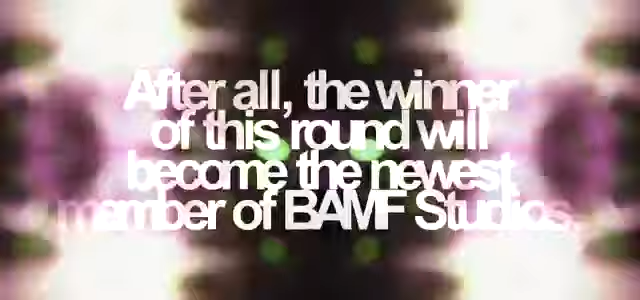 After all, the winner
of this round will
become the newest
member of BAMF Studios.